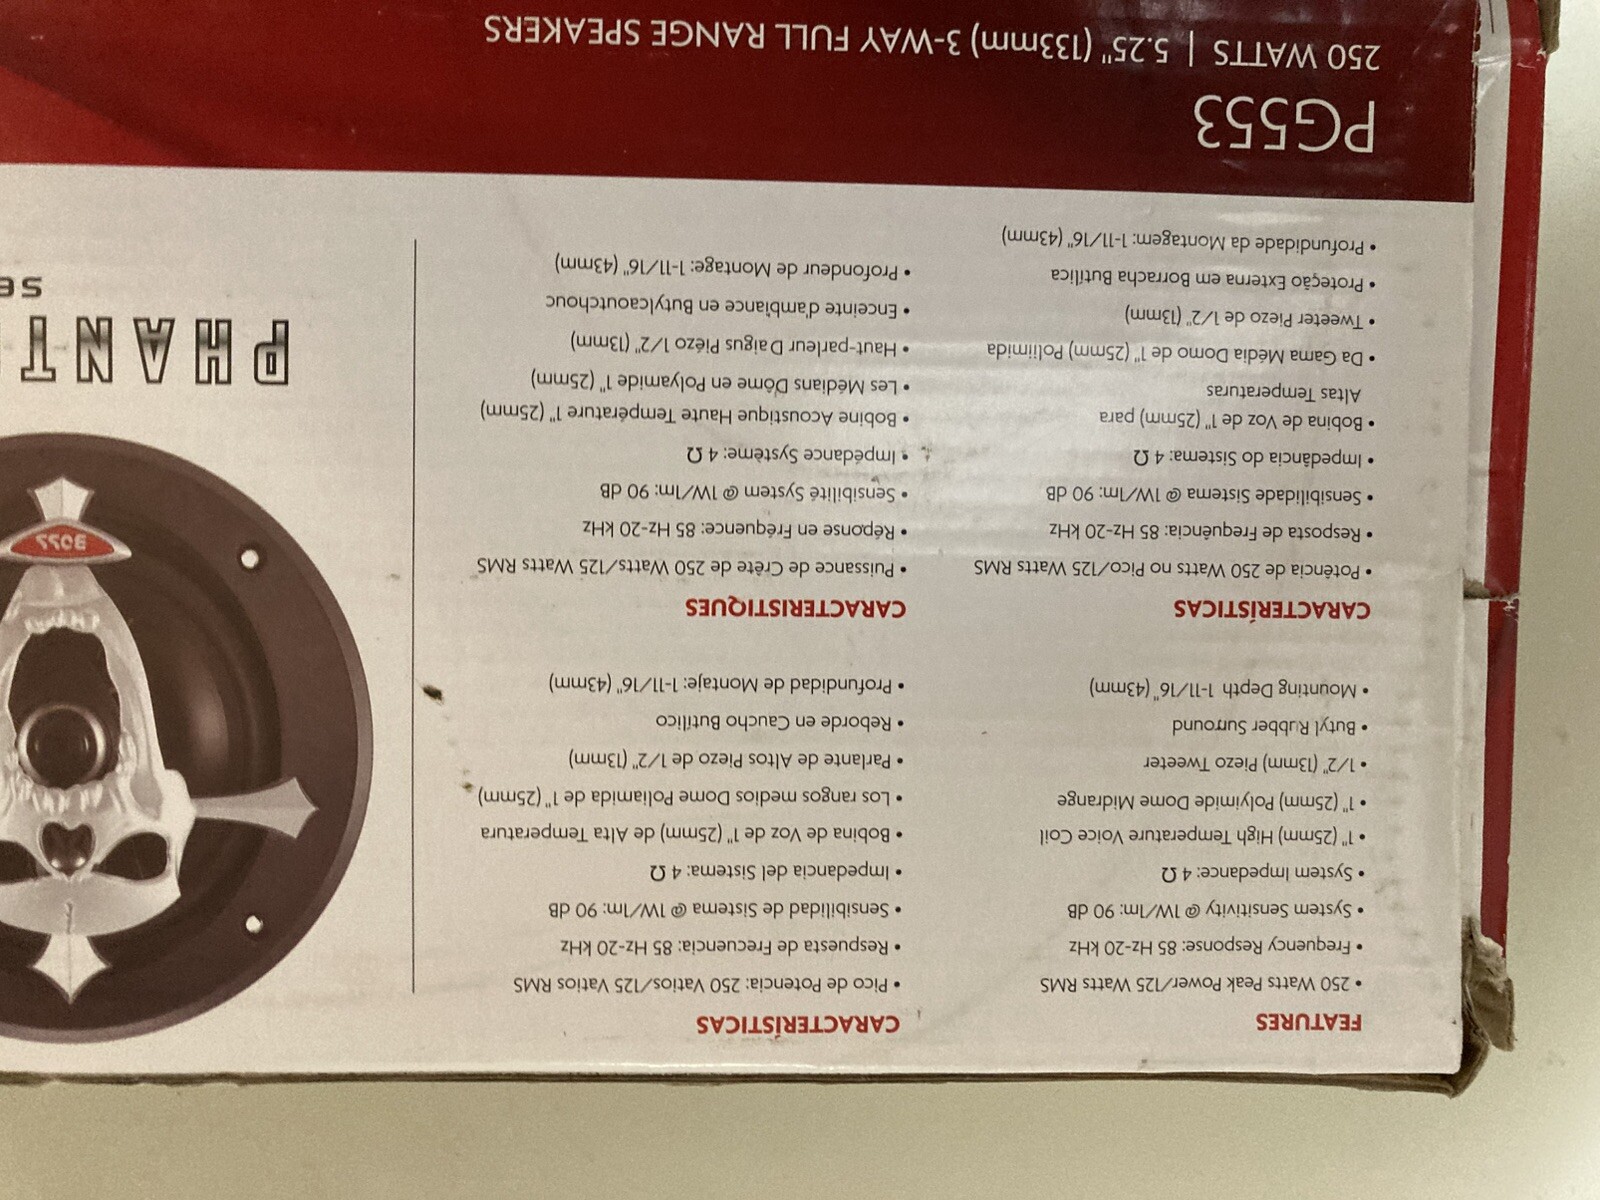 FEATURES
• 250 Watts Peak Power/125 Watts RMS
• Frequency Response: 85 Hz-20 kHz
• System Sensitivity @ 1W/1m: 90 dB
• System Impedance: 4 Ω
• 1" (25mm) High Temperature Voice Coil
• 1" (25mm) Polyimide Dome Midrange
• 1/2" (13mm) Piezo Tweeter
• Butyl Rubber Surround
• Mounting Depth 1-11/16" (43mm)
CARACTERÍSTICAS
• Pico de Potencia: 250 Vatios/125 Vatios RMS
• Respuesta de Frecuencia: 85 Hz-20 kHz
• Sensibilidad de Sistema @ 1W/1m: 90 dB
• Impedancia del Sistema: 4 Ω
• Bobina de Voz de 1" (25mm) de Alta Temperatura
• Los rangos medios Dome Poliamida de 1" (25mm)
• Parlante de Altos Piezo de 1/2" (13mm)
• Reborde en Caucho Butílico
• Profundidad de Montaje: 1-11/16" (43mm)
CARACTERÍSTICAS
• Potência de 250 Watts no Pico/125 Watts RMS
• Resposta de Frequência: 85 Hz-20 kHz
• Sensibilidade Sistema @ 1W/1m: 90 dB
• Impedância do Sistema: 4 Ω
• Bobina de Voz de 1" (25mm) para
Altas Temperaturas
• Da Gama Média Domo de 1" (25mm) Poliimida
• Tweeter Piezo de 1/2" (13mm)
• Proteção Externa em Borracha Butílica
• Profundidade da Montagem: 1-11/16" (43mm)
CARACTERISTIQUES
• Puissance de Crête de 250 Watts/125 Watts RMS
• Réponse en Fréquence: 85 Hz-20 kHz
• Sensibilité System @ 1W/1m: 90 dB
• Impédance Système: 4 Ω
• Bobine Acoustique Haute Température 1" (25mm)
• Les Médians Dôme en Polyamide 1" (25mm)
• Haut-parleur Daigus Piézo 1/2" (13mm)
• Enceinte d'ambiance en Butylcaoutchouc
• Profondeur de Montage: 1-11/16" (43mm)
PHANT
SE
PG553
250 WATTS | 5.25" (133mm) 3-WAY FULL RANGE SPEAKERS